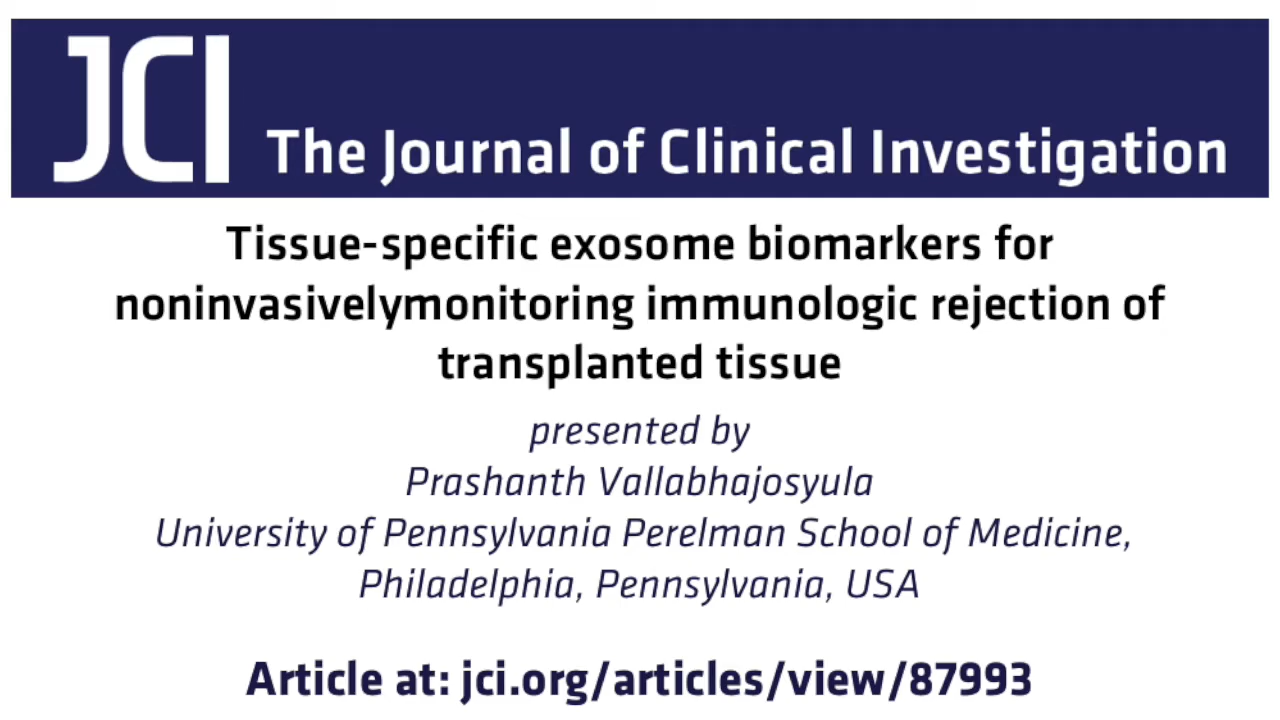 JCI The Journal of Clinical Investigation
Tissue-specific exosome biomarkers for
noninvasivelymonitoring immunologic rejection of
transplanted tissue
presented by
Prashanth Vallabhajosyula
University of Pennsylvania Perelman School of Medicine,
Philadelphia, Pennsylvania, USA
Article at: jci.org/articles/view/87993